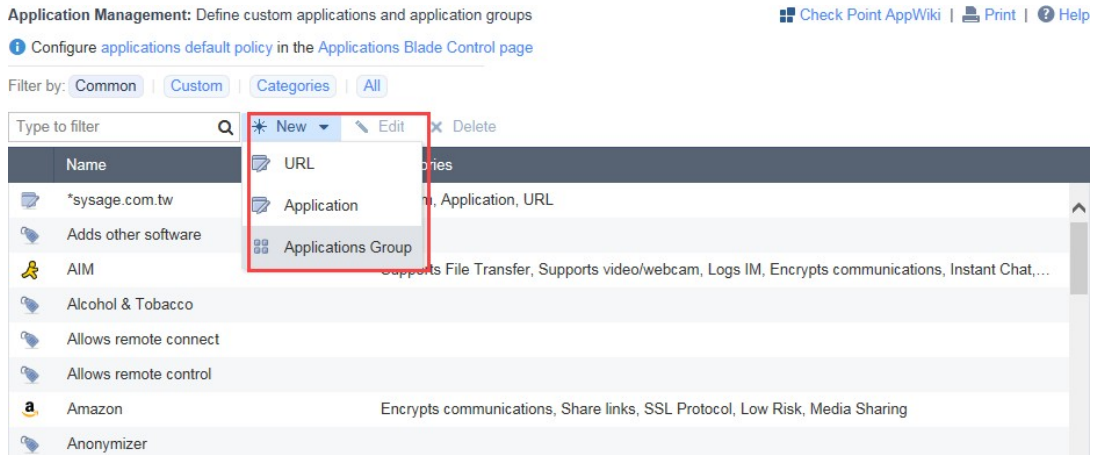 Application Management: Define custom applications and application groups
Check Point AppWiki | Print | Help
Configure applications default policy in the Applications Blade Control page
Filter by: Common | Custom | Categories | All
Type to filter New Edit Delete
Name
URL
*sysage.com.tw , Application, URL
Application
Adds other software
Applications Group
AIM Supports File Transfer, Supports video/webcam, Logs IM, Encrypts communications, Instant Chat,...
Alcohol & Tobacco
Allows remote connect
Allows remote control
Amazon Encrypts communications, Share links, SSL Protocol, Low Risk, Media Sharing
Anonymizer